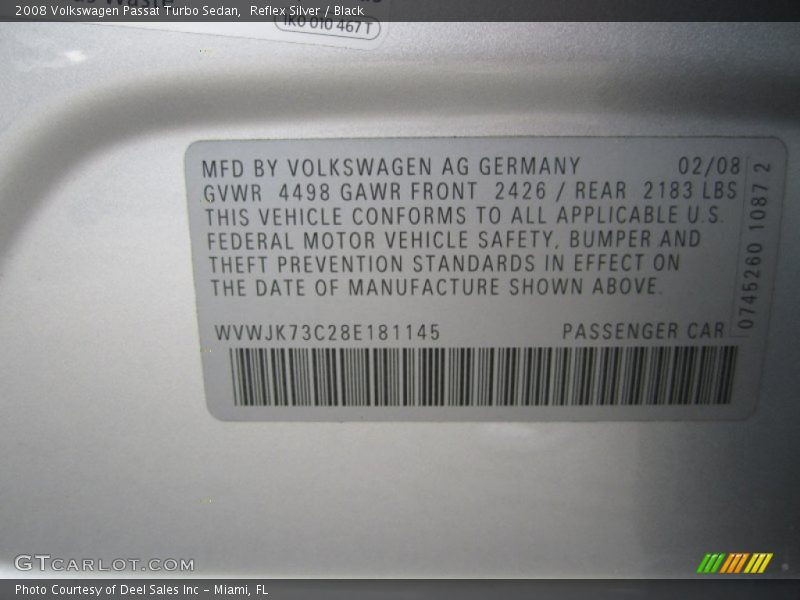 2008 Volkswagen Passat Turbo Sedan, Reflex Silver / Black
1K0 010 467 T
MFD BY VOLKSWAGEN AG GERMANY 02/08
GVWR 4498 GAWR FRONT 2426 / REAR 2183 LBS
THIS VEHICLE CONFORMS TO ALL APPLICABLE U.S.
FEDERAL MOTOR VEHICLE SAFETY, BUMPER AND
THEFT PREVENTION STANDARDS IN EFFECT ON
THE DATE OF MANUFACTURE SHOWN ABOVE.
WVWJK73C28E181145 PASSENGER CAR
0745260 1087 2
GTCARLOT.COM
Photo Courtesy of Deel Sales Inc - Miami, FL